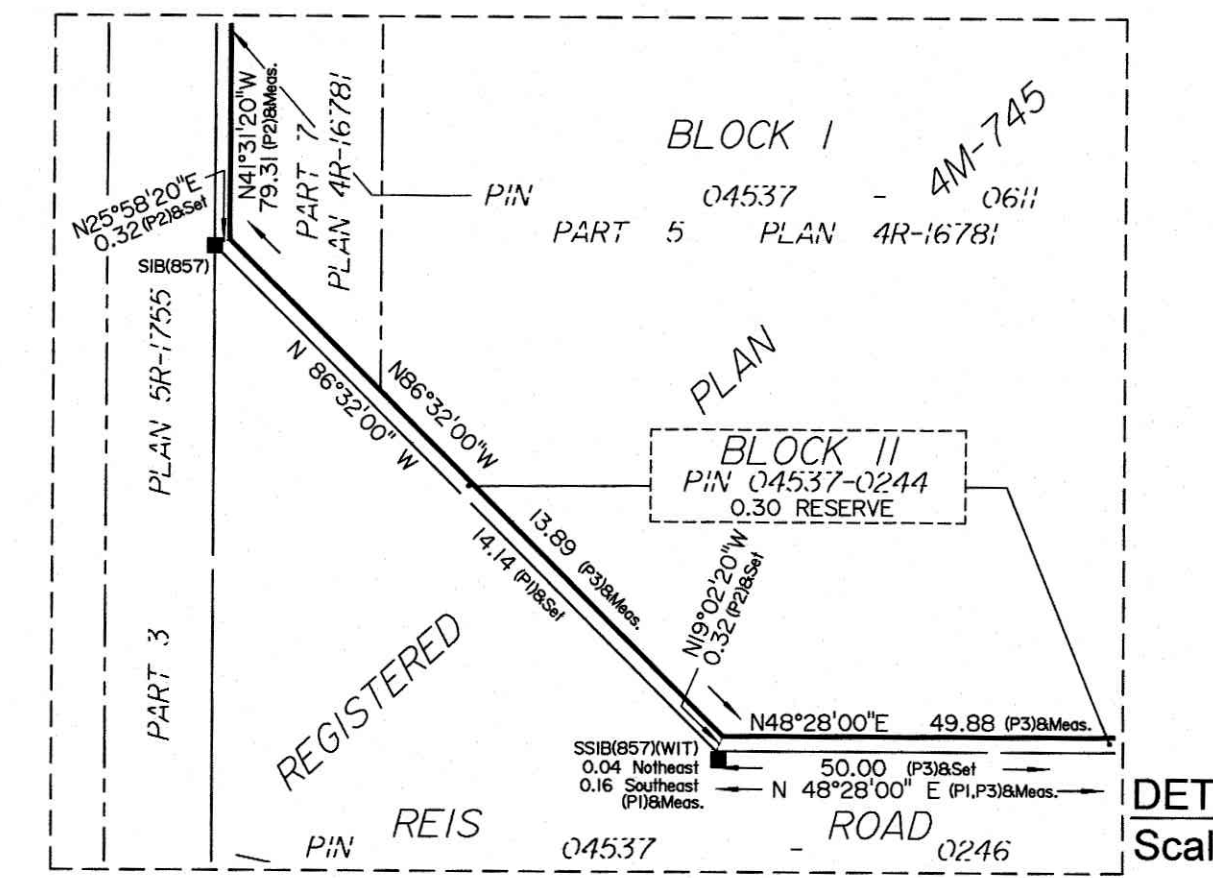 N41°31'20"W
79.31 (P2)&Meas.
PART 7
PLAN 4R-16781
BLOCK 1
4M-745
PIN 04537 - 0611
PART 5 PLAN 4R-16781
N25°58'20"E
0.32 (P2)&Set
SIB(857)
PLAN 5R-1755
PART 3
N 86°32'00" W
N86°32'00"W
PLAN
BLOCK 11
PIN 04537-0244
0.30 RESERVE
13.89 (P3)&Meas.
14.14 (P1)&Set
N19°02'20"W
0.32 (P2)&Set
REGISTERED
N48°28'00"E 49.88 (P3)&Meas.
SSIB(857)(WIT)
0.04 Notheast
0.16 Southeast
(P1)&Meas.
50.00 (P3)&Set
N 48°28'00" E (P1,P3)&Meas.
REIS ROAD
PIN 04537 - 0246
DET
Scal